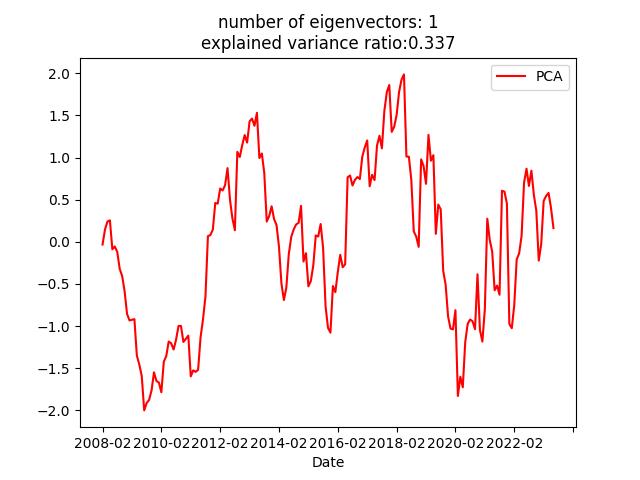 number of eigenvectors: 1
explained variance ratio:0.337
PCA
2.0
1.5
1.0
0.5
0.0
−0.5
−1.0
−1.5
−2.0
2008-02 2010-02 2012-02 2014-02 2016-02 2018-02 2020-02 2022-02
Date